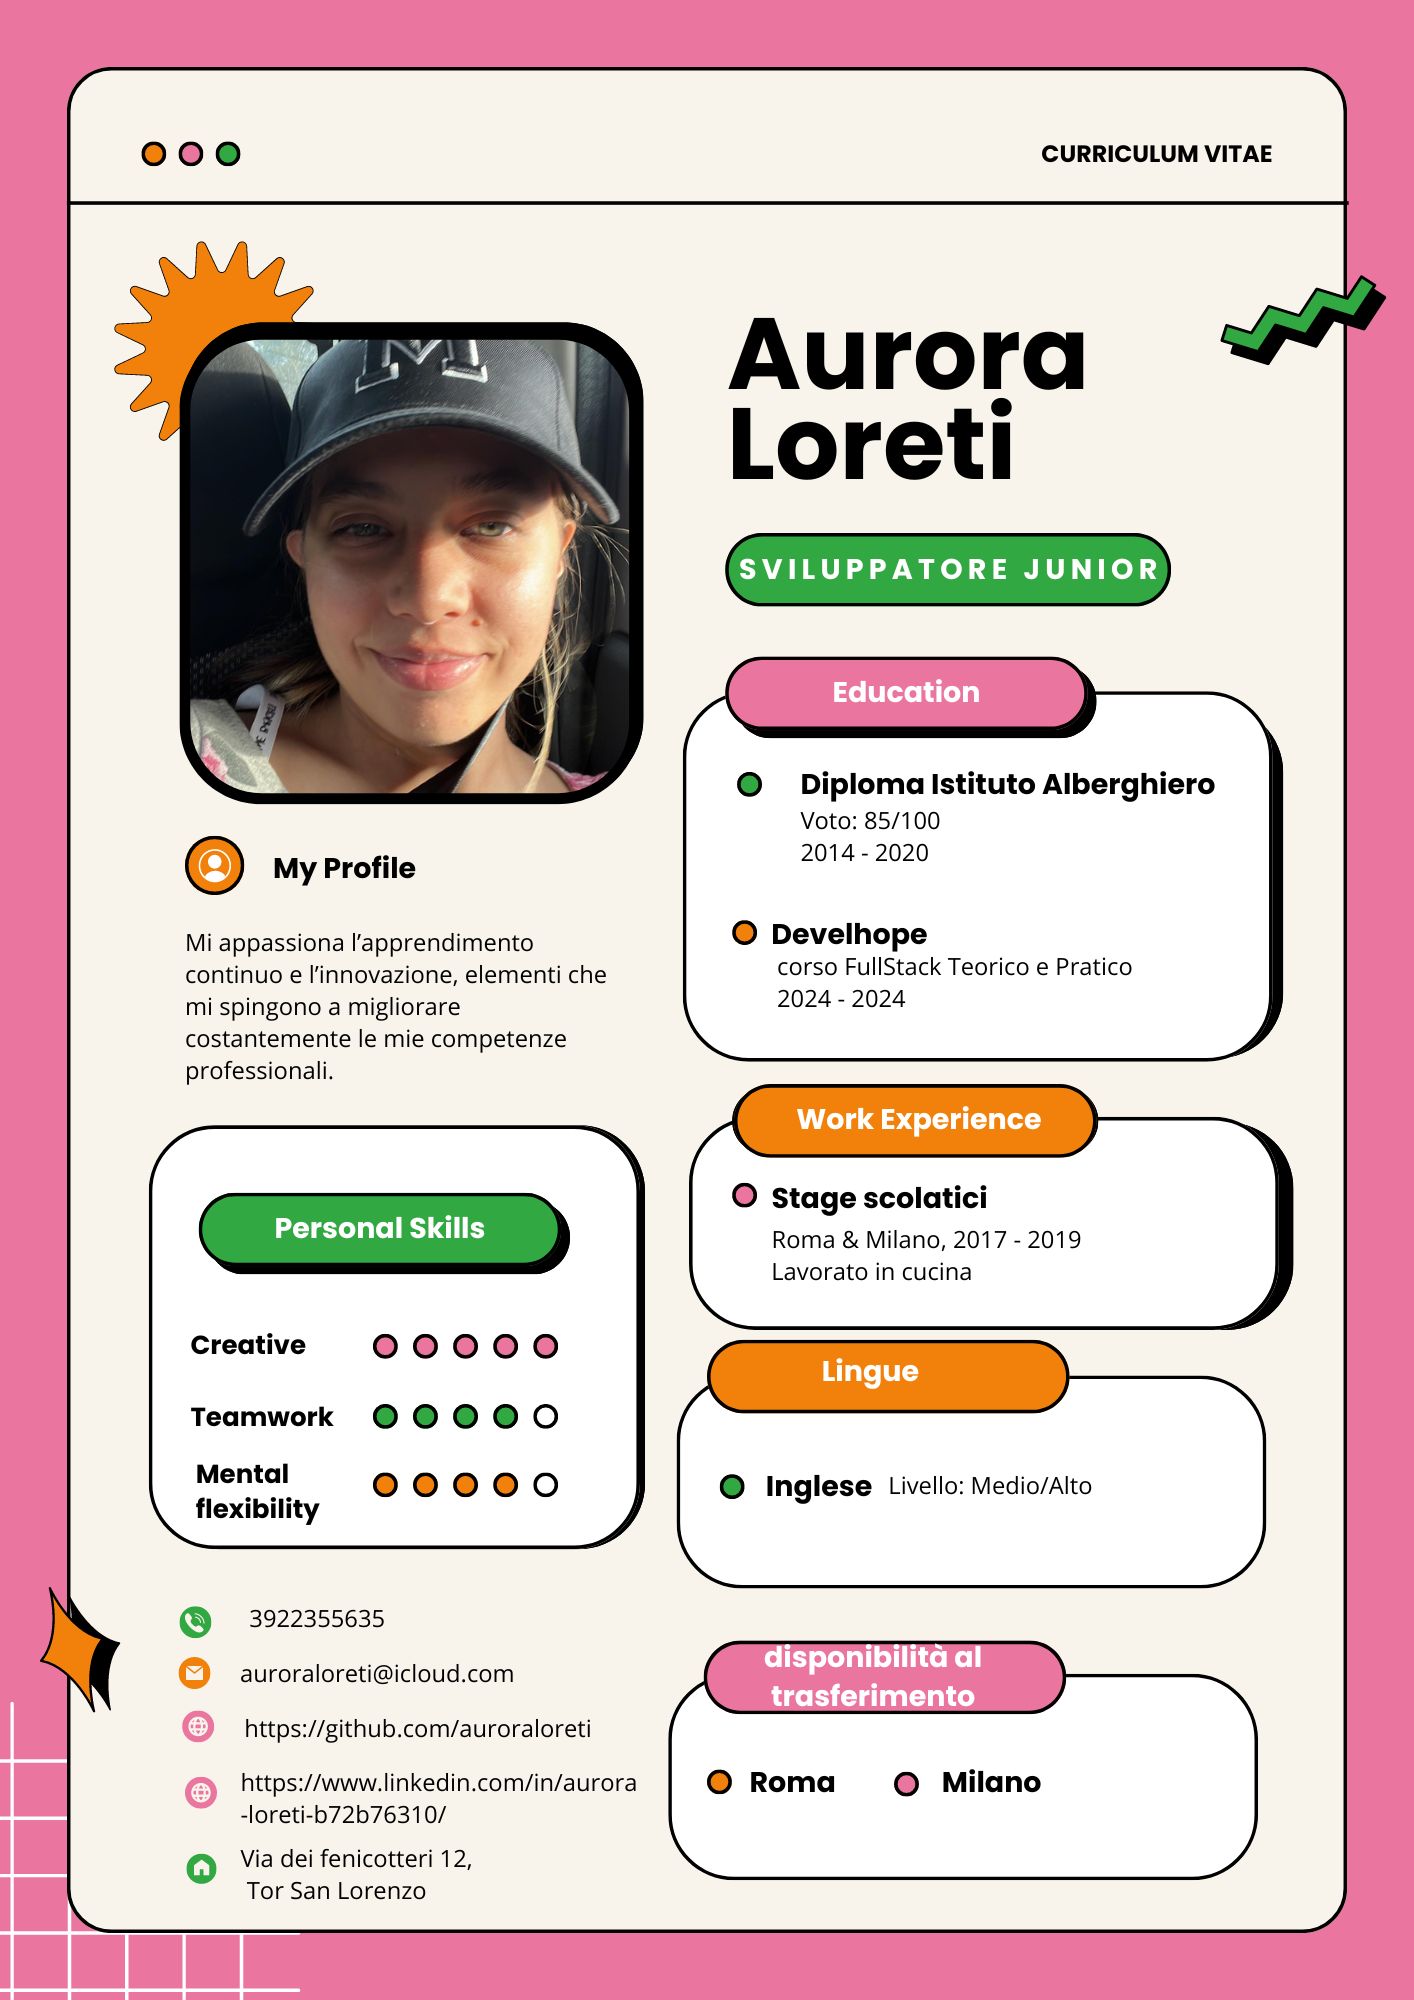 CURRICULUM VITAE
Aurora
Loreti
SVILUPPATORE JUNIOR
Education
Diploma Istituto Alberghiero
Voto: 85/100
2014 - 2020
Develhope
corso FullStack Teorico e Pratico
2024 - 2024
Work Experience
Stage scolatici
Roma & Milano, 2017 - 2019
Lavorato in cucina
Lingue
Inglese Livello: Medio/Alto
disponibilità al
trasferimento
Roma Milano
M
My Profile
Mi appassiona l’apprendimento
continuo e l’innovazione, elementi che
mi spingono a migliorare
costantemente le mie competenze
professionali.
Personal Skills
Creative
Teamwork
Mental
flexibility
3922355635
auroraloreti@icloud.com
https://github.com/auroraloreti
https://www.linkedin.com/in/aurora
-loreti-b72b76310/
Via dei fenicotteri 12,
Tor San Lorenzo